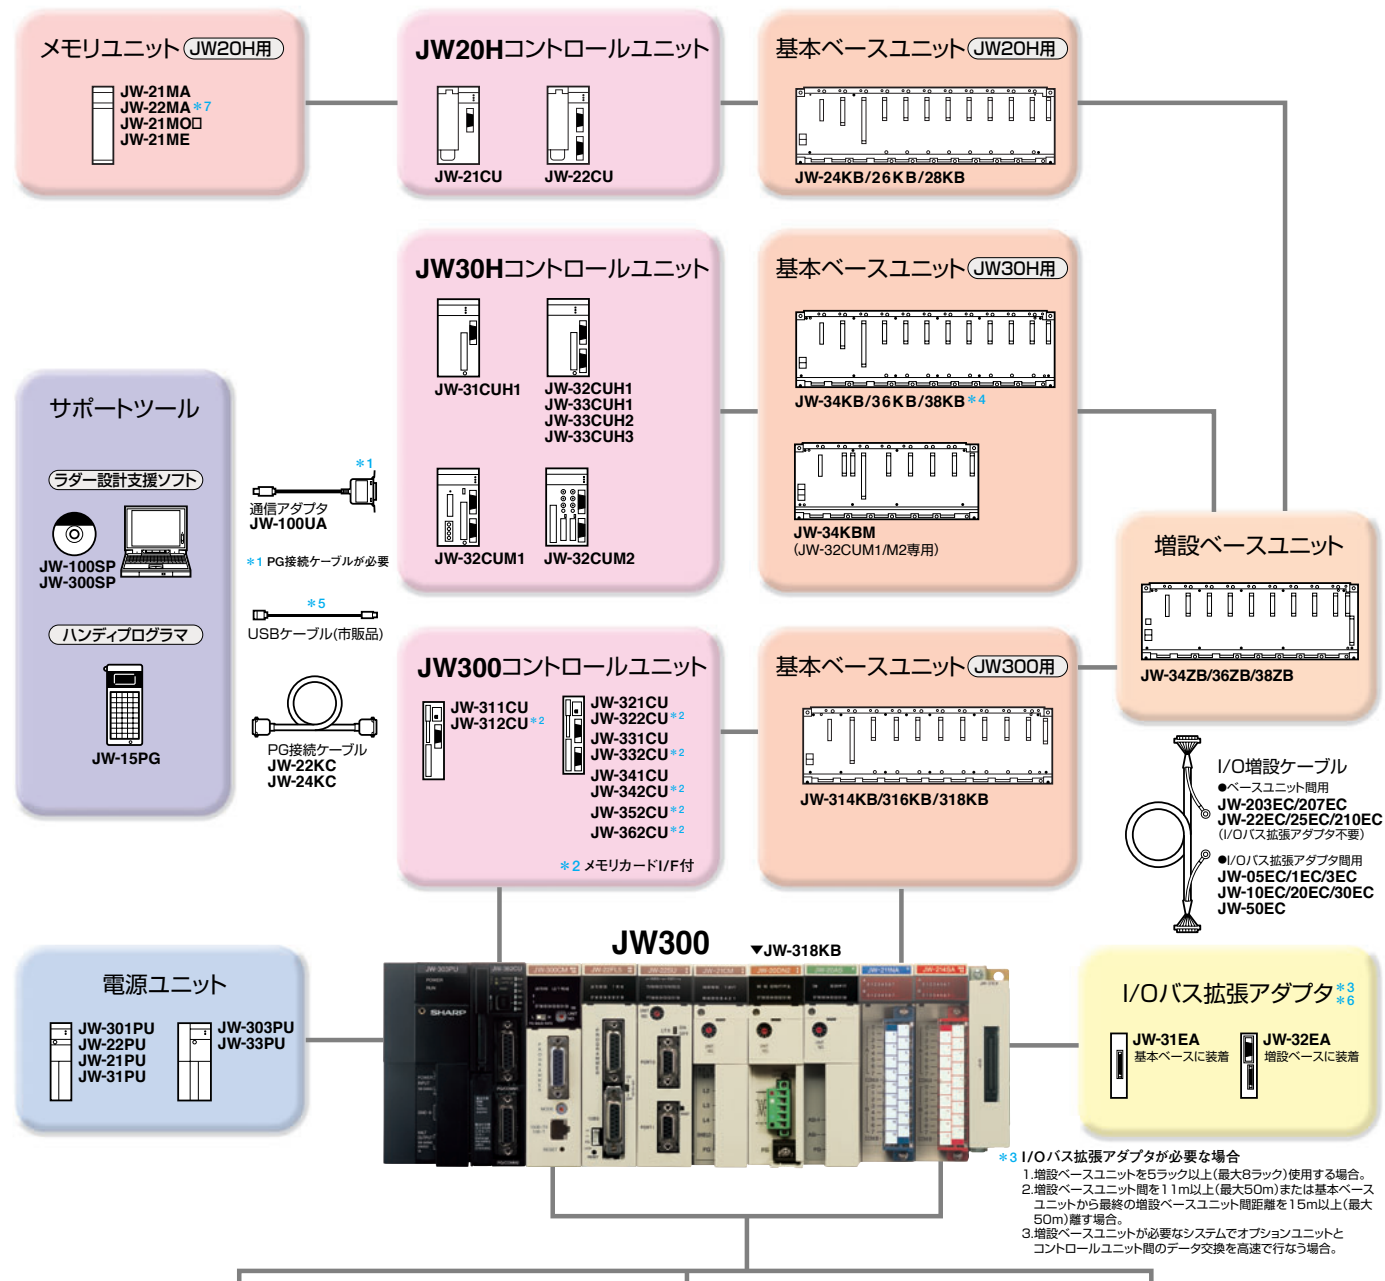 メモリユニット JW20H用
JW-21MA
JW-22MA *7
JW-21MO□
JW-21ME
JW20Hコントロールユニット
JW-21CU
JW-22CU
基本ベースユニット JW20H用
JW-24KB/26KB/28KB
JW30Hコントロールユニット
JW-31CUH1
JW-32CUH1
JW-33CUH1
JW-33CUH2
JW-33CUH3
JW-32CUM1
JW-32CUM2
基本ベースユニット JW30H用
JW-34KB/36KB/38KB *4
JW-34KBM
(JW-32CUM1/M2専用)
サポートツール
ラダー設計支援ソフト
JW-100SP
JW-300SP
ハンディプログラマ
JW-15PG
*1
通信アダプタ
JW-100UA
*1 PG接続ケーブルが必要
*5
USBケーブル(市販品)
PG接続ケーブル
JW-22KC
JW-24KC
JW300コントロールユニット
JW-311CU
JW-312CU *2
JW-321CU
JW-322CU *2
JW-331CU
JW-332CU *2
JW-341CU
JW-342CU *2
JW-352CU *2
JW-362CU *2
*2 メモリカードI/F付
基本ベースユニット JW300用
JW-314KB/316KB/318KB
増設ベースユニット
JW-34ZB/36ZB/38ZB
I/O増設ケーブル
●ベースユニット間用
JW-203EC/207EC
JW-22EC/25EC/210EC
(I/Oバス拡張アダプタ不要)
●I/Oバス拡張アダプタ間用
JW-05EC/1EC/3EC
JW-10EC/20EC/30EC
JW-50EC
電源ユニット
JW-301PU
JW-22PU
JW-21PU
JW-31PU
JW-303PU
JW-33PU
JW300
▼JW-318KB
JW-303PU
JW-362CU
JW-300CM
JW-22FL5
JW-22SU
JW-21CM
JW-20CN2
JW-211NA
JW-214SA
POWER
RUN
SHARP
I/Oバス拡張アダプタ *3
*6
JW-31EA
基本ベースに装着
JW-32EA
増設ベースに装着
*3 I/Oバス拡張アダプタが必要な場合
1.増設ベースユニットを5ラック以上(最大8ラック)使用する場合。
2.増設ベースユニット間を11m以上(最大50m)または基本ベース
ユニットから最終の増設ベースユニット間距離を15m以上(最大
50m)離す場合。
3.増設ベースユニットが必要なシステムでオプションユニットと
コントロールユニット間のデータ交換を高速で行なう場合。